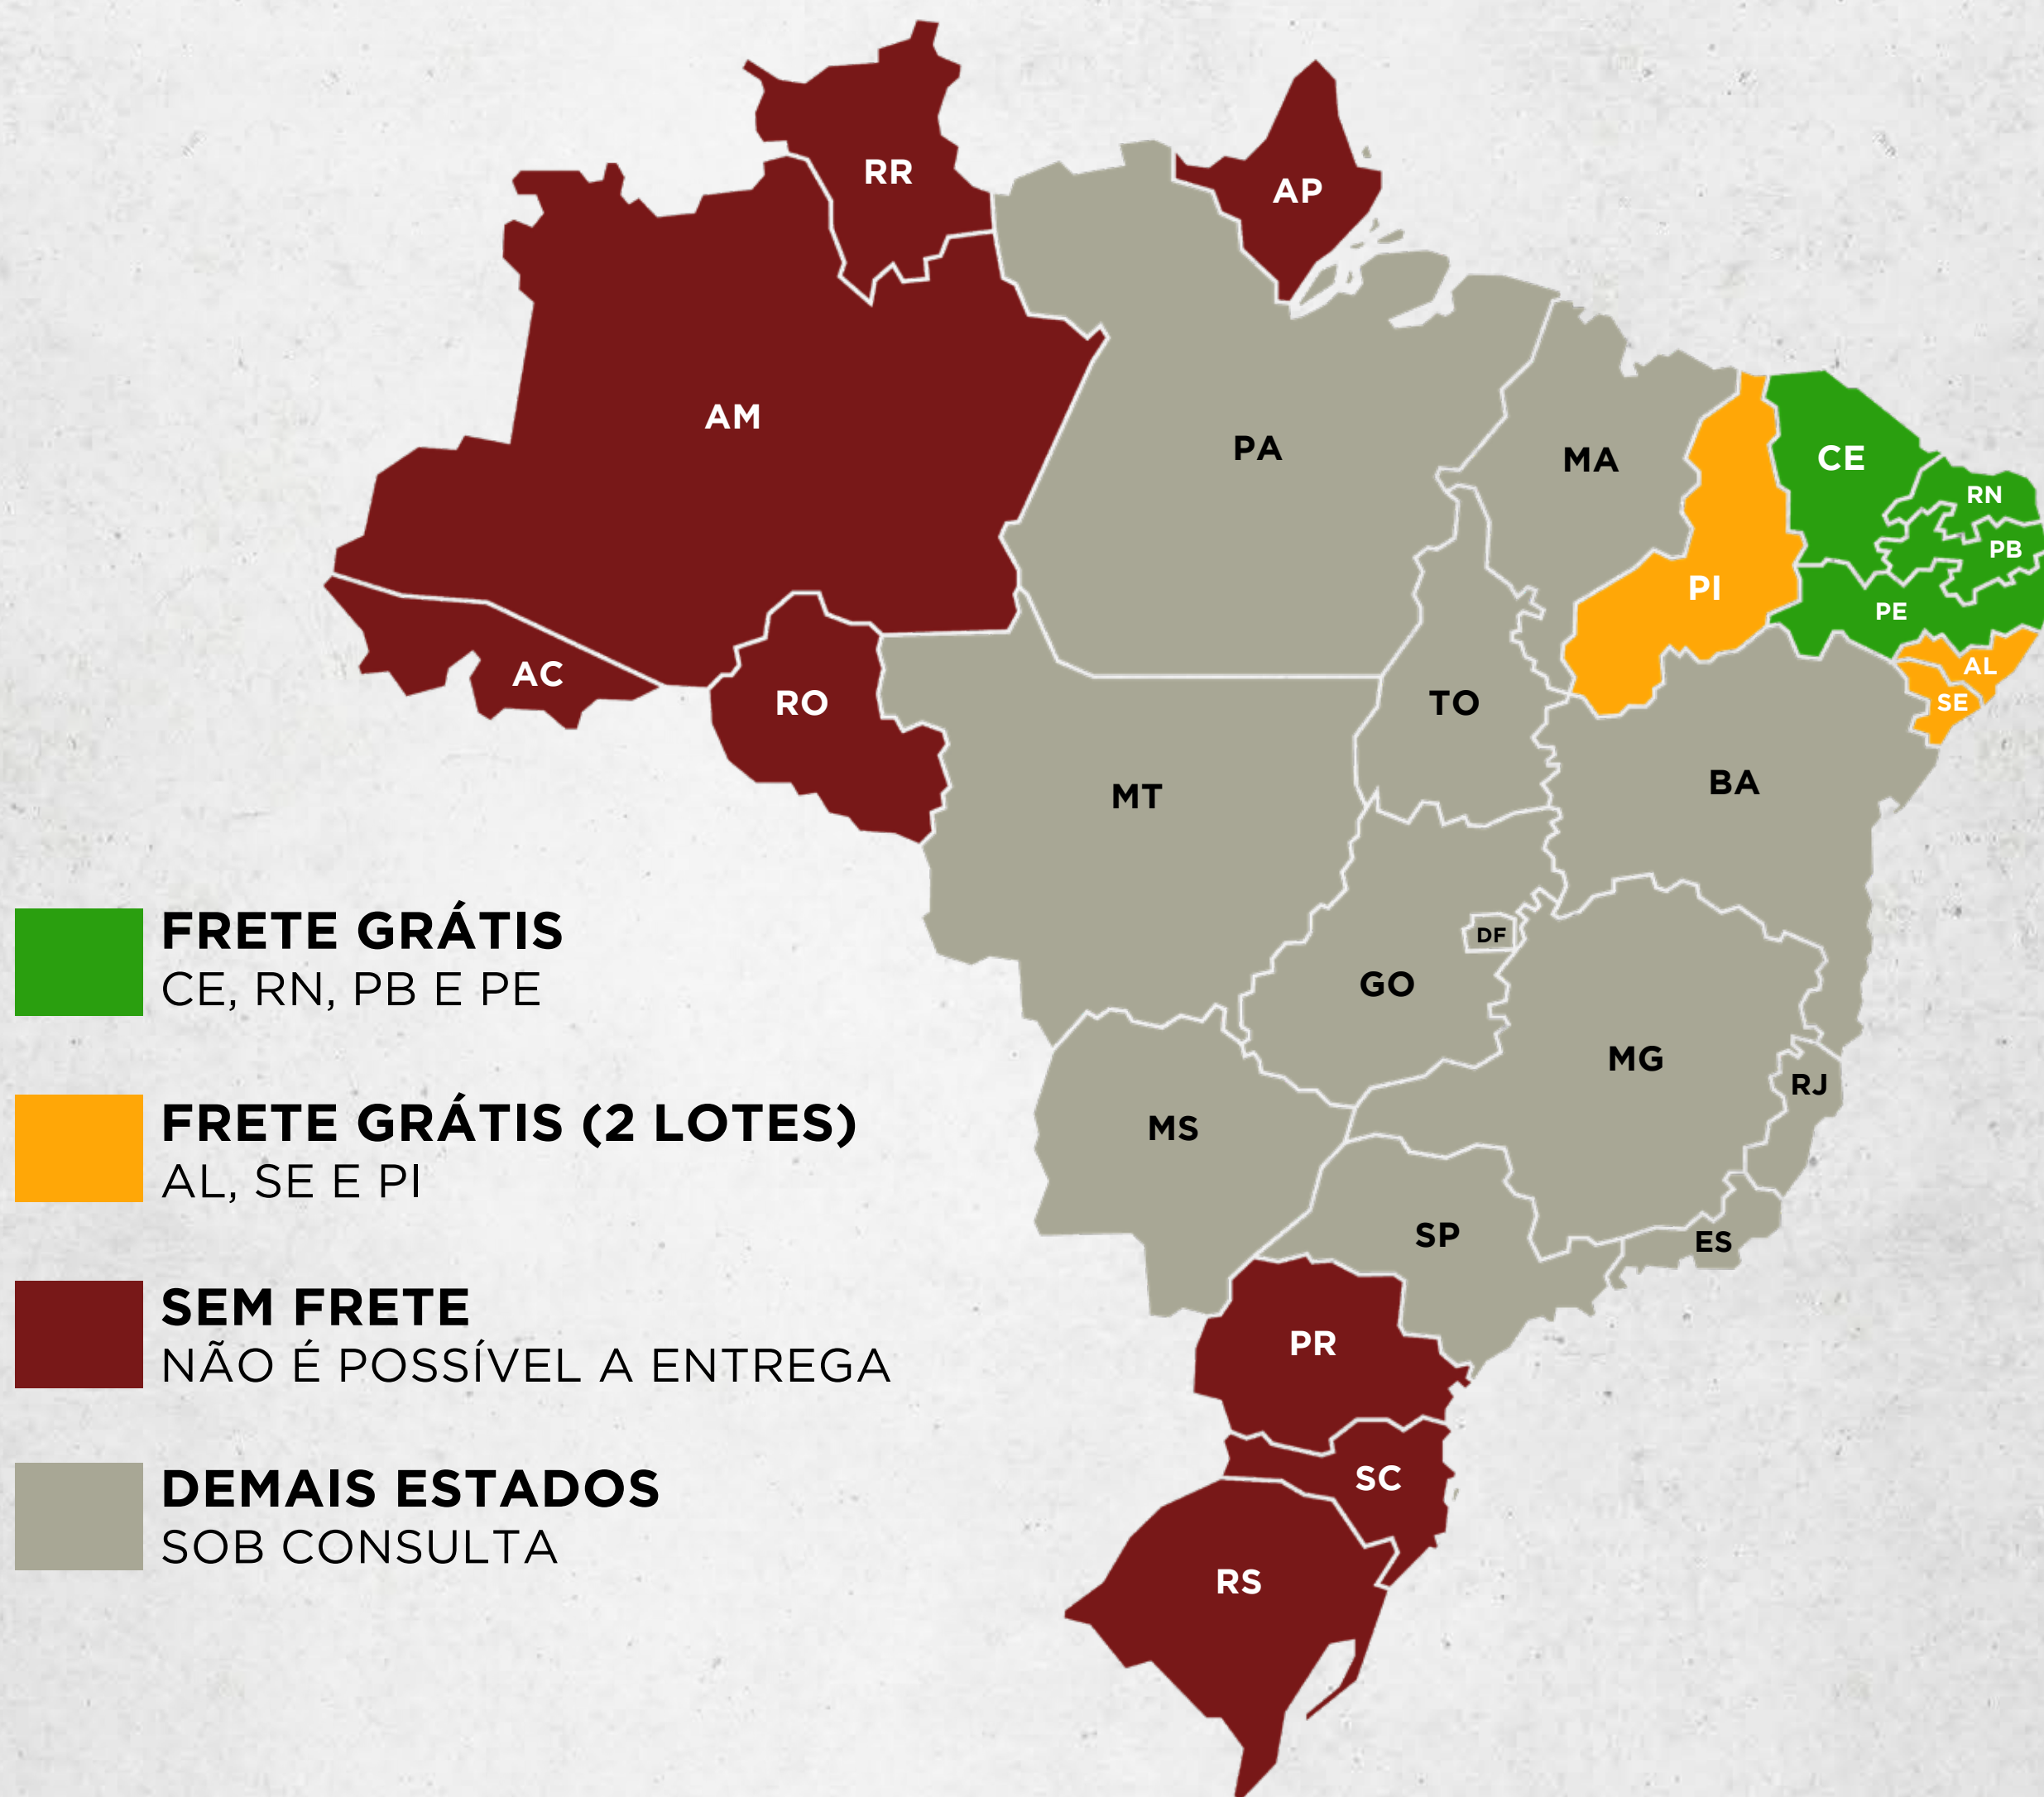 RR
AP
AM
PA
MA
CE
RN
PB
PI
PE
AC
AL
RO
TO
SE
BA
MT
FRETE GRÁTIS
CE, RN, PB E PE
DF
GO
MG
RJ
FRETE GRÁTIS (2 LOTES)
AL, SE E PI
MS
SP
ES
SEM FRETE
NÃO É POSSÍVEL A ENTREGA
PR
SC
DEMAIS ESTADOS
SOB CONSULTA
RS